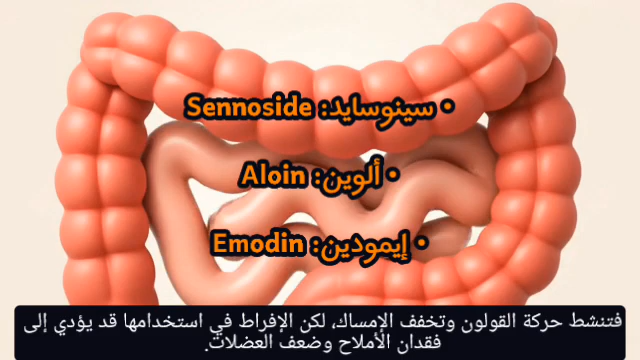 • سينوسايد: Sennoside
• ألوين: Aloin
• إيمودين: Emodin
فتنشط حركة القولون وتخفف الإمساك، لكن الإفراط في استخدامها قد يؤدي إلى
فقدان الأملاح وضعف العضلات.